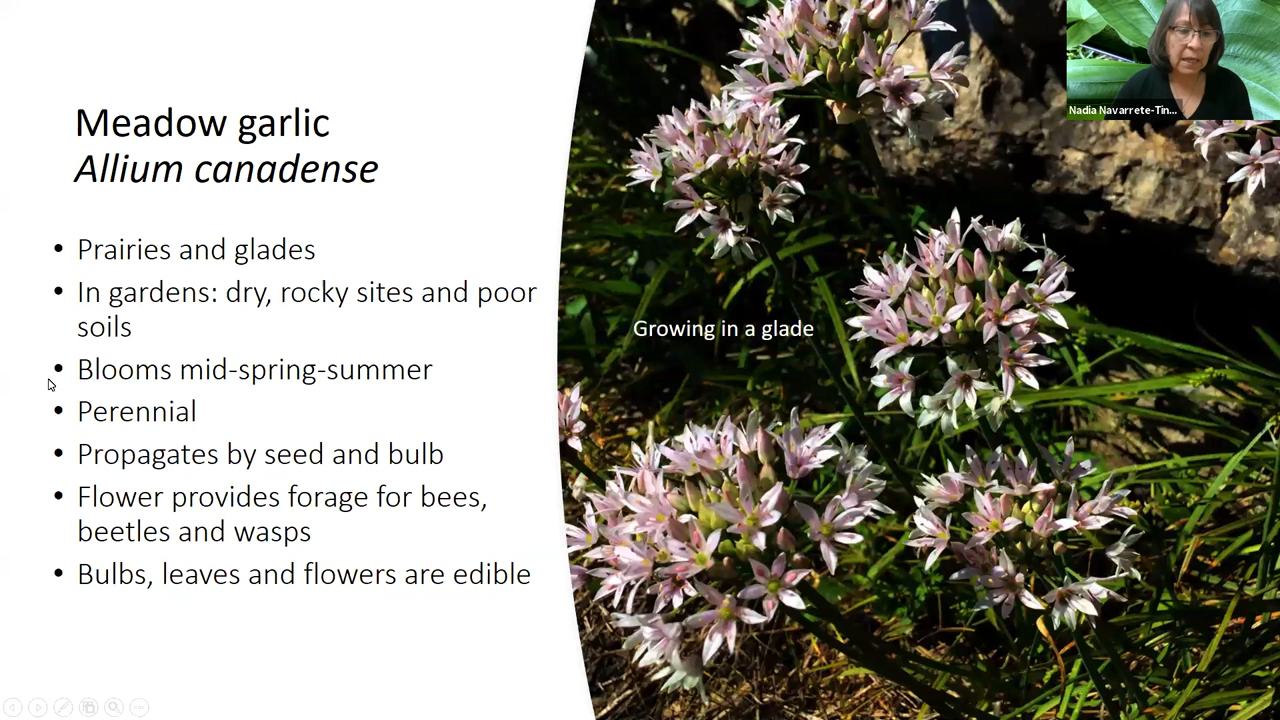 Meadow garlic
Allium canadense
• Prairies and glades
• In gardens: dry, rocky sites and poor
soils
• Blooms mid-spring-summer
• Perennial
• Propagates by seed and bulb
• Flower provides forage for bees,
beetles and wasps
• Bulbs, leaves and flowers are edible
Growing in a glade
Nadia Navarrete-Tin...